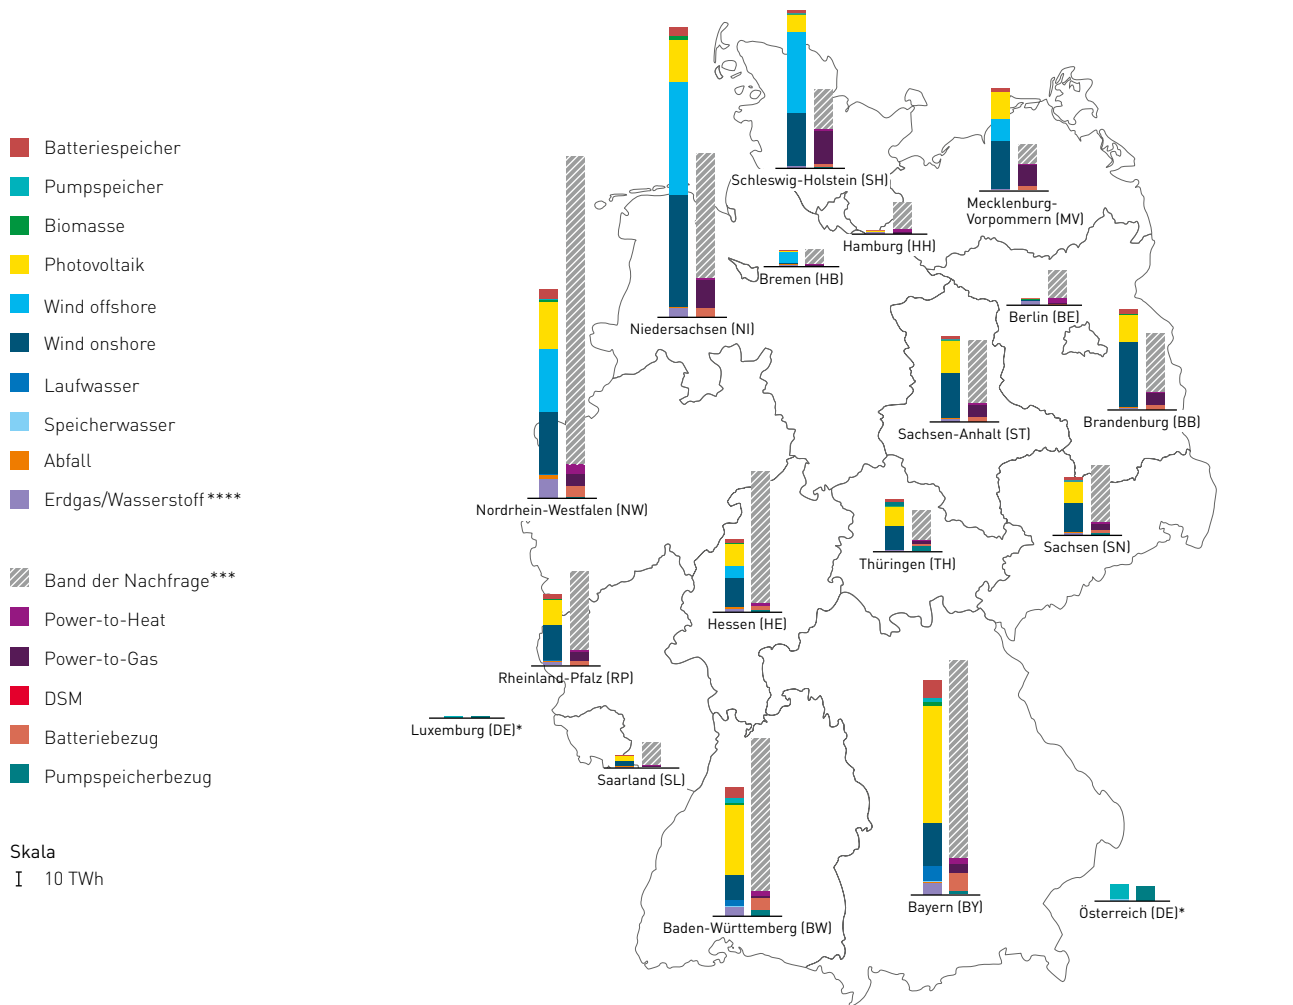 Batteriespeicher
Pumpspeicher
Biomasse
Photovoltaik
Wind offshore
Wind onshore
Laufwasser
Speicherwasser
Abfall
Erdgas/Wasserstoff****
Band der Nachfrage***
Power-to-Heat
Power-to-Gas
DSM
Batteriebezug
Pumpspeicherbezug
Skala
10 TWh
Schleswig-Holstein (SH)
Mecklenburg-
Vorpommern (MV)
Hamburg (HH)
Bremen (HB)
Berlin (BE)
Niedersachsen (NI)
Brandenburg (BB)
Sachsen-Anhalt (ST)
Nordrhein-Westfalen (NW)
Sachsen (SN)
Thüringen (TH)
Hessen (HE)
Rheinland-Pfalz (RP)
Luxemburg (DE)*
Saarland (SL)
Bayern (BY)
Österreich (DE)*
Baden-Württemberg (BW)